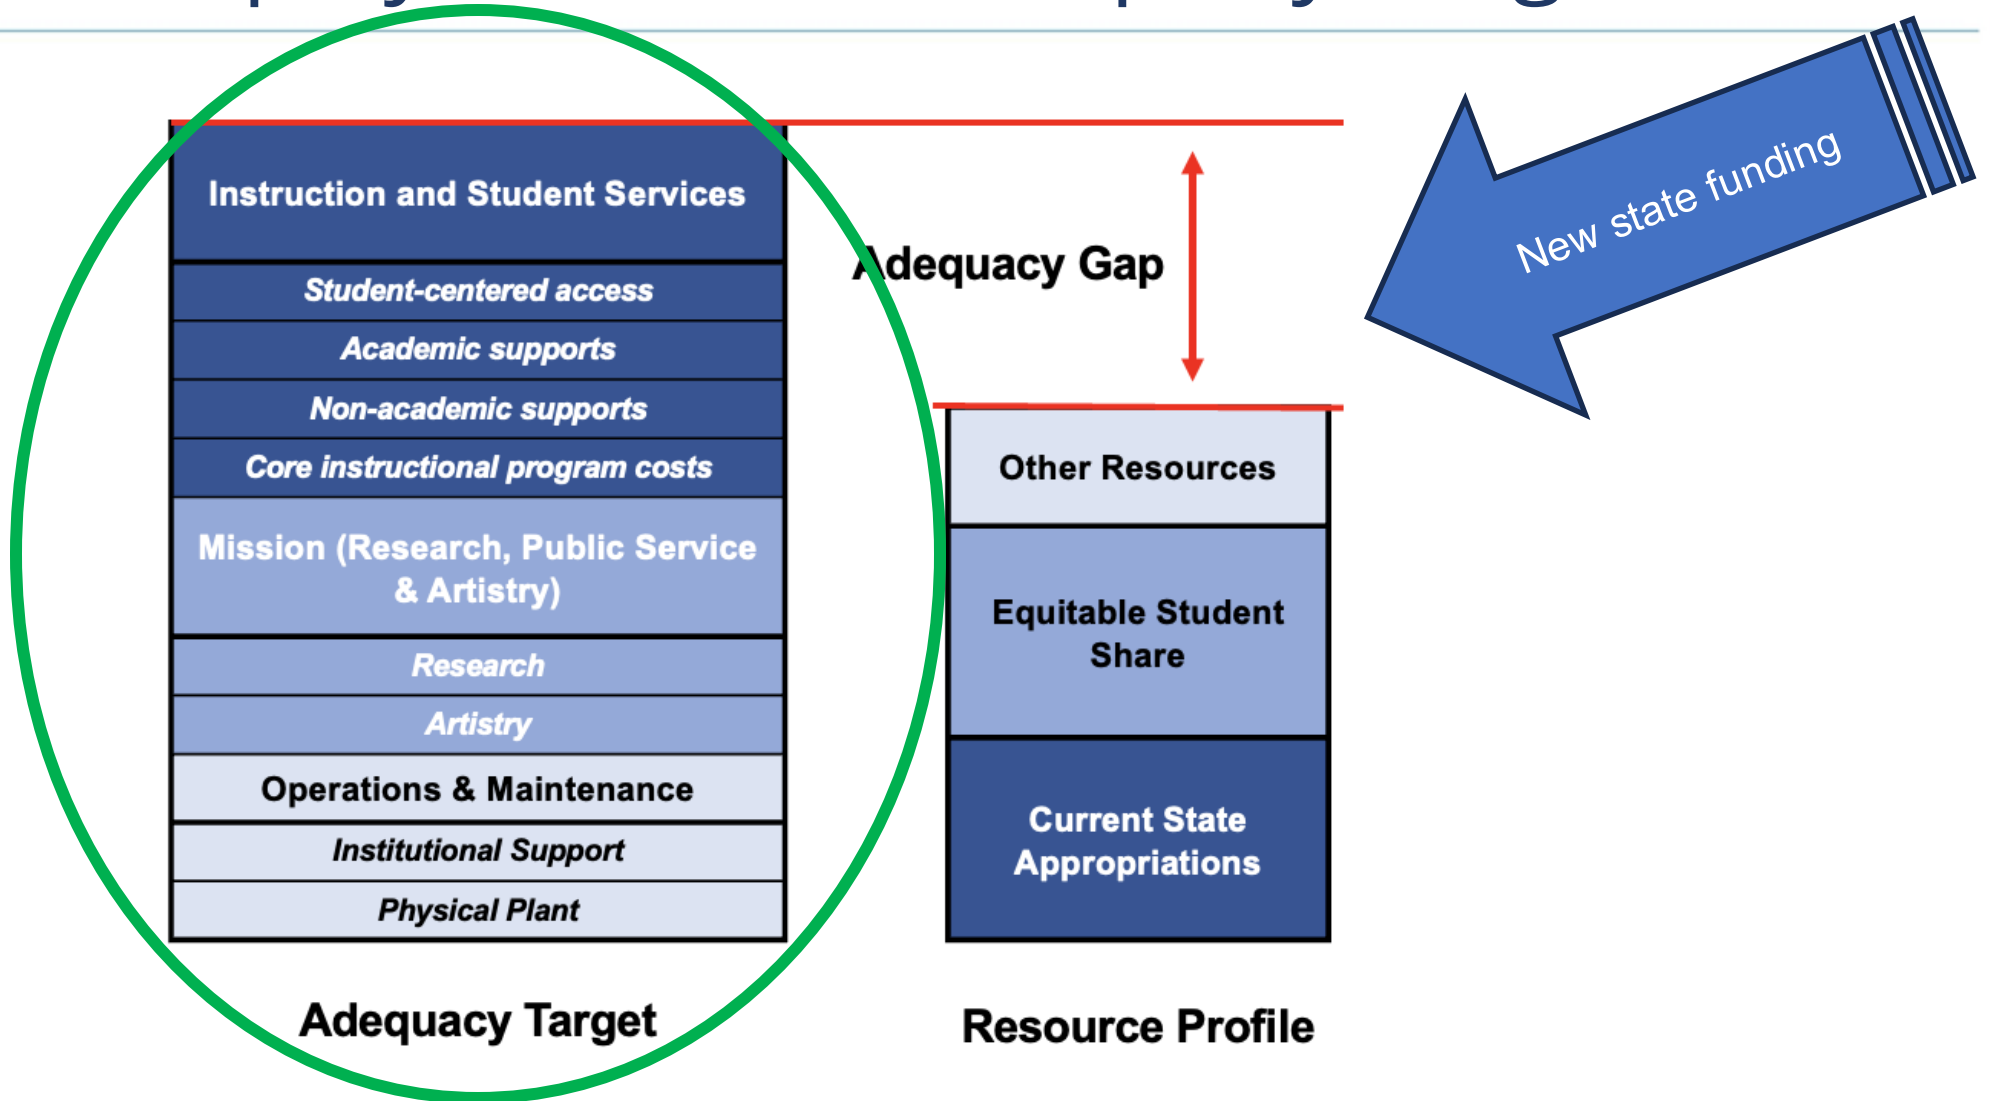 Instruction and Student Services
Student-centered access
Academic supports
Non-academic supports
Core instructional program costs
Mission (Research, Public Service
& Artistry)
Research
Artistry
Operations & Maintenance
Institutional Support
Physical Plant
Adequacy Target
Adequacy Gap
Other Resources
Equitable Student
Share
Current State
Appropriations
Resource Profile
New state funding